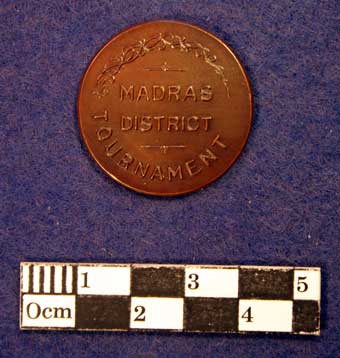 MADRAS
DISTRICT
TOURNAMENT
1 3 5
0cm 2 4